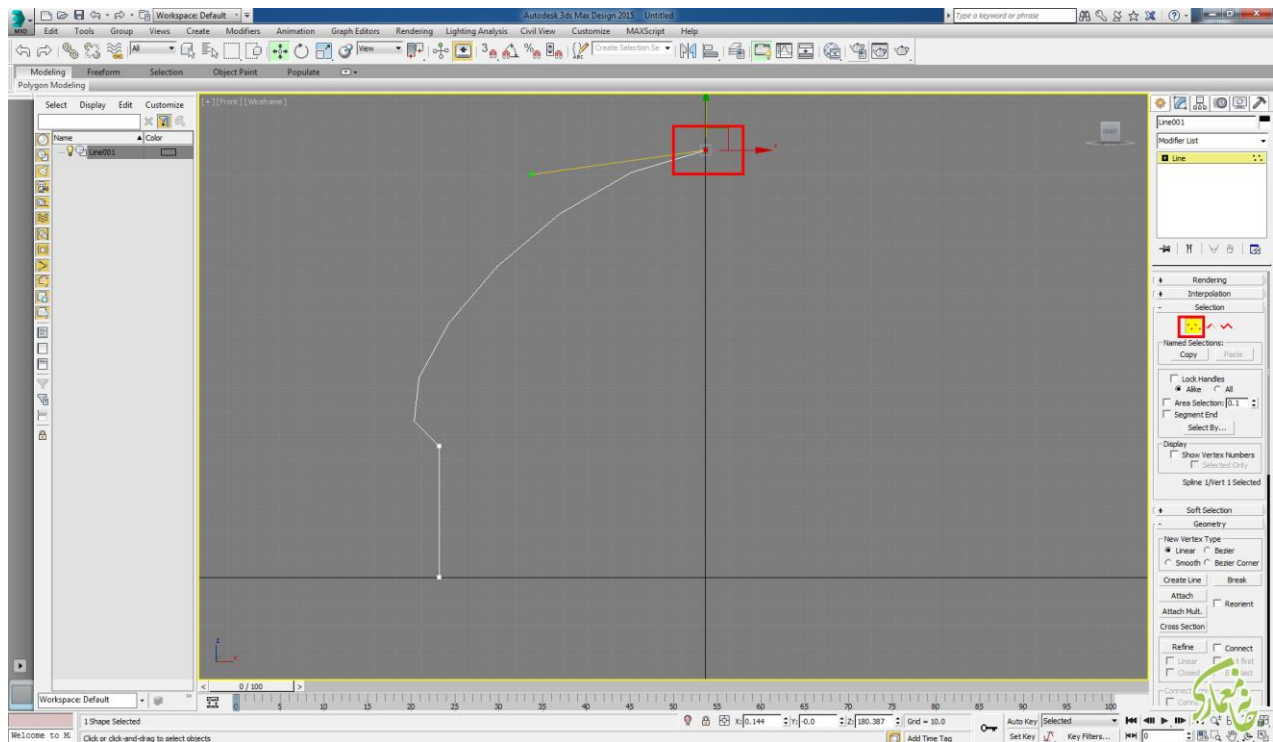 Workspace: Default
Autodesk 3ds Max Design 2015 Untitled
Type a keyword or phrase
MXD
Edit Tools Group Views Create Modifiers Animation Graph Editors Rendering Lighting Analysis Civil View Customize MAXScript Help
All
View
Create Selection Se
Modeling Freeform Selection Object Paint Populate
Polygon Modeling
Select Display Edit Customize
Name Color
Line001
[+][Front][Wireframe]
FRONT
x
z
x
Line001
Modifier List
Line
+ Rendering
+ Interpolation
- Selection
Named Selections:
Copy Paste
Lock Handles
Alike All
Area Selection: 0.1
Segment End
Select By...
Display
Show Vertex Numbers
Selected Only
Spline 1/Vert 1 Selected
+ Soft Selection
- Geometry
New Vertex Type
Linear Bezier
Smooth Bezier Corner
Create Line Break
Attach
Reorient
Attach Mult.
Cross Section
Refine Connect
Linear first
Closed last
Connect
0 / 100
Workspace: Default
0 5 10 15 20 25 30 35 40 45 50 55 60 65 70 75 80 85 90 95 100
1 Shape Selected
X: 0.144 Y: -0.0 Z: 180.387 Grid = 10.0
Auto Key Selected
Welcome to M
Click or click-and-drag to select objects
Add Time Tag
Set Key Key Filters...
0